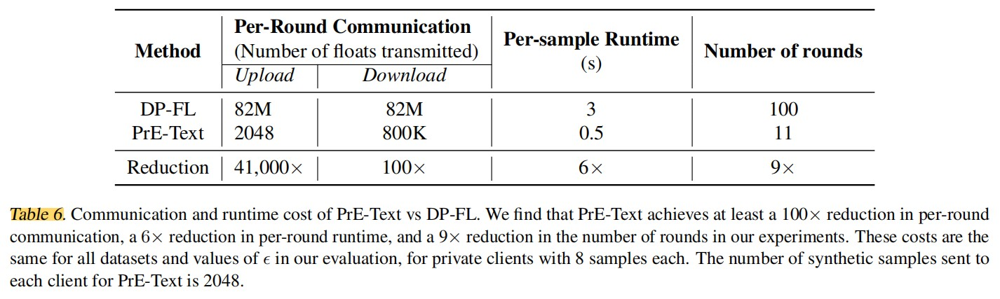 Method Per-Round Communication Per-sample Runtime Number of rounds
(Number of floats transmitted) (s)
Upload Download
DP-FL 82M 82M 3 100
PrE-Text 2048 800K 0.5 11
Reduction 41,000× 100× 6× 9×
Table 6. Communication and runtime cost of PrE-Text vs DP-FL. We find that PrE-Text achieves at least a 100× reduction in per-round
communication, a 6× reduction in per-round runtime, and a 9× reduction in the number of rounds in our experiments. These costs are the
same for all datasets and values of ϵ in our evaluation, for private clients with 8 samples each. The number of synthetic samples sent to
each client for PrE-Text is 2048.